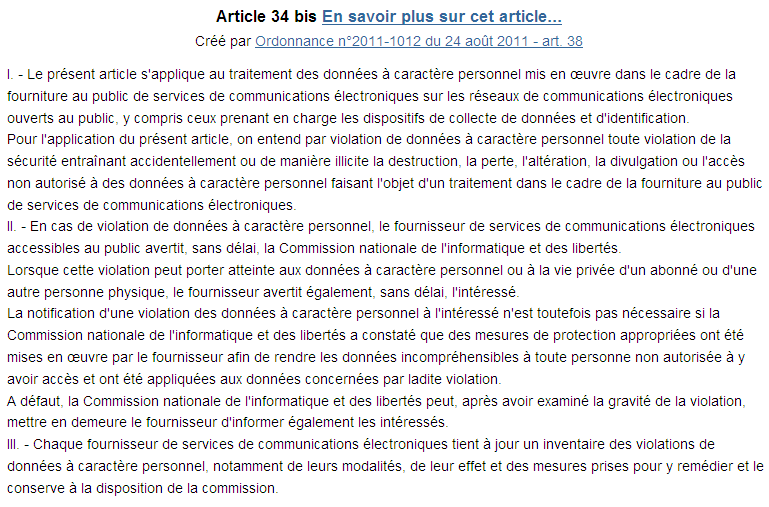 Article 34 bis En savoir plus sur cet article...
Créé par Ordonnance n°2011-1012 du 24 août 2011 - art. 38
I. - Le présent article s'applique au traitement des données à caractère personnel mis en œuvre dans le cadre de la
fourniture au public de services de communications électroniques sur les réseaux de communications électroniques
ouverts au public, y compris ceux prenant en charge les dispositifs de collecte de données et d'identification.
Pour l'application du présent article, on entend par violation de données à caractère personnel toute violation de la
sécurité entraînant accidentellement ou de manière illicite la destruction, la perte, l'altération, la divulgation ou l'accès
non autorisé à des données à caractère personnel faisant l'objet d'un traitement dans le cadre de la fourniture au public
de services de communications électroniques.
II. - En cas de violation de données à caractère personnel, le fournisseur de services de communications électroniques
accessibles au public avertit, sans délai, la Commission nationale de l'informatique et des libertés.
Lorsque cette violation peut porter atteinte aux données à caractère personnel ou à la vie privée d'un abonné ou d'une
autre personne physique, le fournisseur avertit également, sans délai, l'intéressé.
La notification d'une violation des données à caractère personnel à l'intéressé n'est toutefois pas nécessaire si la
Commission nationale de l'informatique et des libertés a constaté que des mesures de protection appropriées ont été
mises en œuvre par le fournisseur afin de rendre les données incompréhensibles à toute personne non autorisée à y
avoir accès et ont été appliquées aux données concernées par ladite violation.
A défaut, la Commission nationale de l'informatique et des libertés peut, après avoir examiné la gravité de la violation,
mettre en demeure le fournisseur d'informer également les intéressés.
III. - Chaque fournisseur de services de communications électroniques tient à jour un inventaire des violations de
données à caractère personnel, notamment de leurs modalités, de leur effet et des mesures prises pour y remédier et le
conserve à la disposition de la commission.